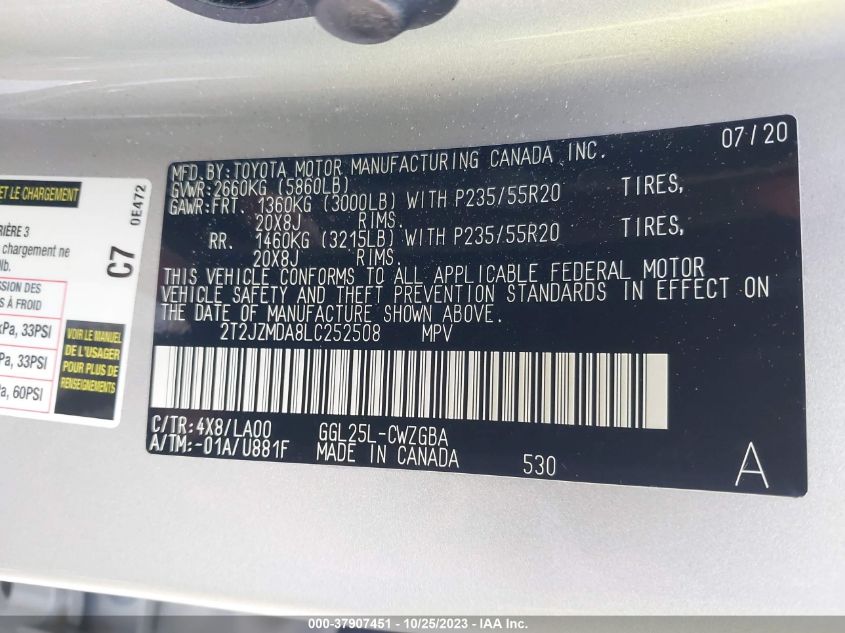 ET LE CHARGEMENT
RIÈRE 3
chargement ne
lb.
SSION DES
S À FROID
kPa, 33PSI
Pa, 33PSI
a, 60PSI
C7
0E472
VOIR LE MANUEL
DE L'USAGER
POUR PLUS DE
RENSEIGNEMENTS
07/20
MFD. BY: TOYOTA MOTOR MANUFACTURING CANADA INC.
GVWR: 2660KG (5860LB)
GAWR: FRT. 1360KG (3000LB) WITH P235/55R20 TIRES,
20X8J RIMS.
RR. 1460KG (3215LB) WITH P235/55R20 TIRES,
20X8J RIMS.
THIS VEHICLE CONFORMS TO ALL APPLICABLE FEDERAL MOTOR
VEHICLE SAFETY AND THEFT PREVENTION STANDARDS IN EFFECT ON
THE DATE OF MANUFACTURE SHOWN ABOVE.
2T2JZMDA8LC252508 MPV
C/TR: 4X8/LA00 GGL25L-CWZGBA
A/TM:-01A/U881F MADE IN CANADA 530 A
000-37907451 - 10/25/2023 - IAA Inc.